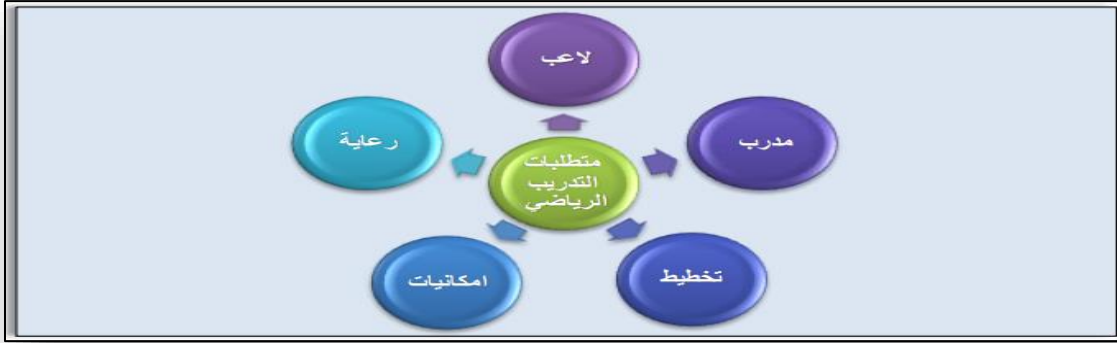 لاعب
مدرب
رعاية
متطلبات
التدريب
الرياضي
تخطيط
امكانيات